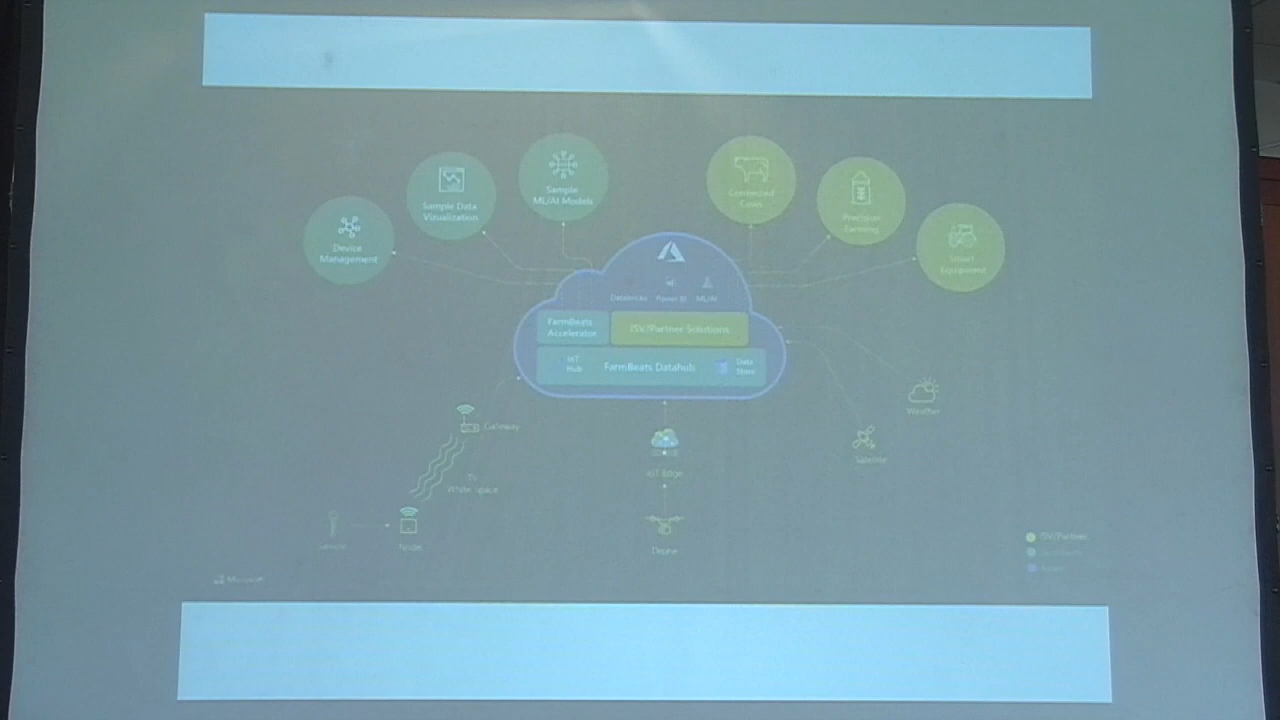 Sample
ML/AI Models
Sample Data
Vizualization
Connected
Cows
Precision
Farming
Device
Management
Smart
Equipment
Databricks
Power BI
ML/AI
FarmBeats
Accelerator
ISV/Partner Solutions
IoT
Hub
FarmBeats Datahub
Data
Store
Weather
Gateway
Satellite
IoT Edge
TV
White Space
Node
Drone
ISV/Partner
Microsoft